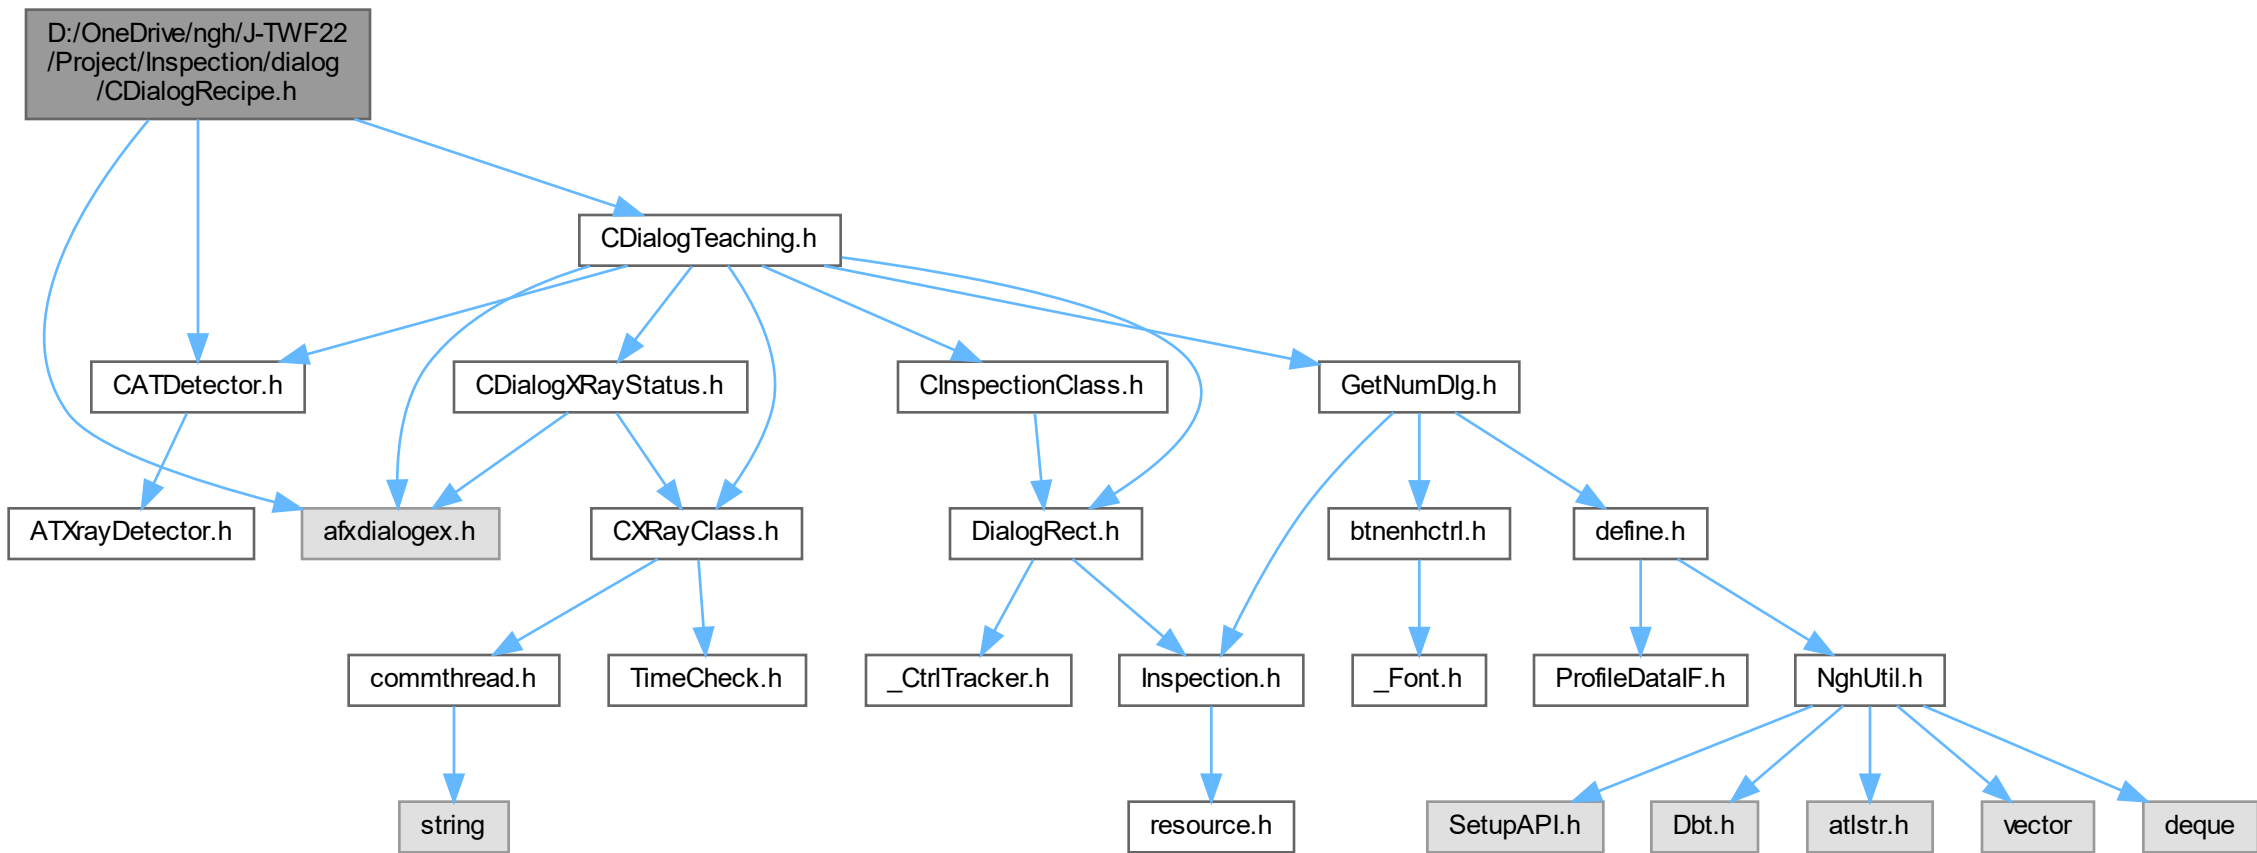 D:/OneDrive/ngh/J-TWF22
/Project/Inspection/dialog
/CDialogRecipe.h
CDialogTeaching.h
CATDetector.h
CDialogXRayStatus.h
CInspectionClass.h
GetNumDlg.h
ATXrayDetector.h
afxdialogex.h
CXRayClass.h
DialogRect.h
btnenhctrl.h
define.h
commthread.h
TimeCheck.h
_CtrlTracker.h
Inspection.h
_Font.h
ProfileDataIF.h
NghUtil.h
string
resource.h
SetupAPI.h
Dbt.h
atlstr.h
vector
deque